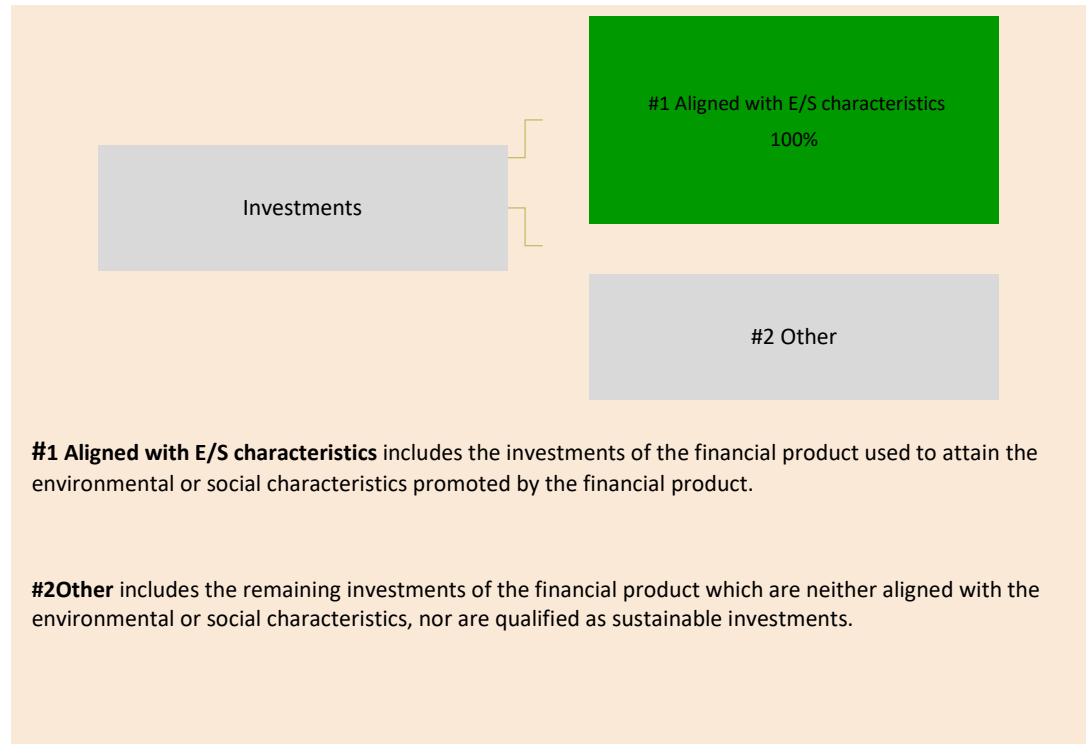 #1 Aligned with E/S characteristics
100%
Investments
#2 Other
#1 Aligned with E/S characteristics includes the investments of the financial product used to attain the
environmental or social characteristics promoted by the financial product.
#2Other includes the remaining investments of the financial product which are neither aligned with the
environmental or social characteristics, nor are qualified as sustainable investments.